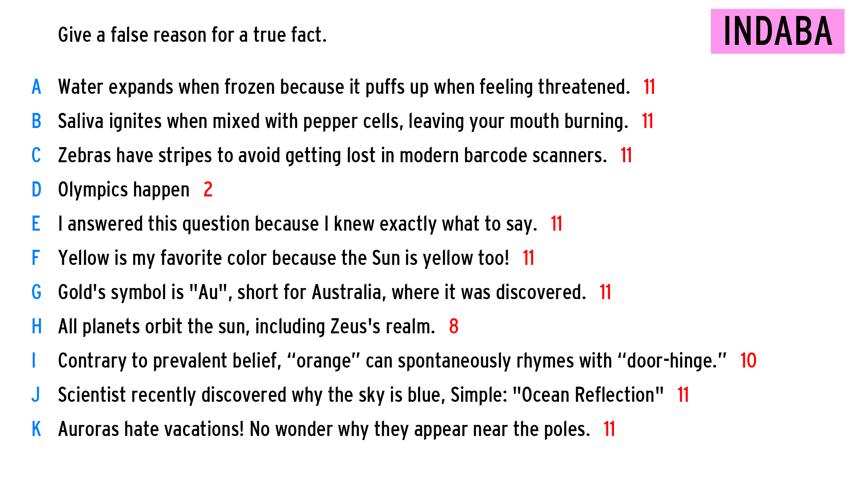 Give a false reason for a true fact.
INDABA
A Water expands when frozen because it puffs up when feeling threatened. 11
B Saliva ignites when mixed with pepper cells, leaving your mouth burning. 11
C Zebras have stripes to avoid getting lost in modern barcode scanners. 11
D Olympics happen 2
E I answered this question because I knew exactly what to say. 11
F Yellow is my favorite color because the Sun is yellow too! 11
G Gold's symbol is "Au", short for Australia, where it was discovered. 11
H All planets orbit the sun, including Zeus's realm. 8
I Contrary to prevalent belief, “orange” can spontaneously rhymes with “door-hinge.” 10
J Scientist recently discovered why the sky is blue, Simple: "Ocean Reflection" 11
K Auroras hate vacations! No wonder why they appear near the poles. 11